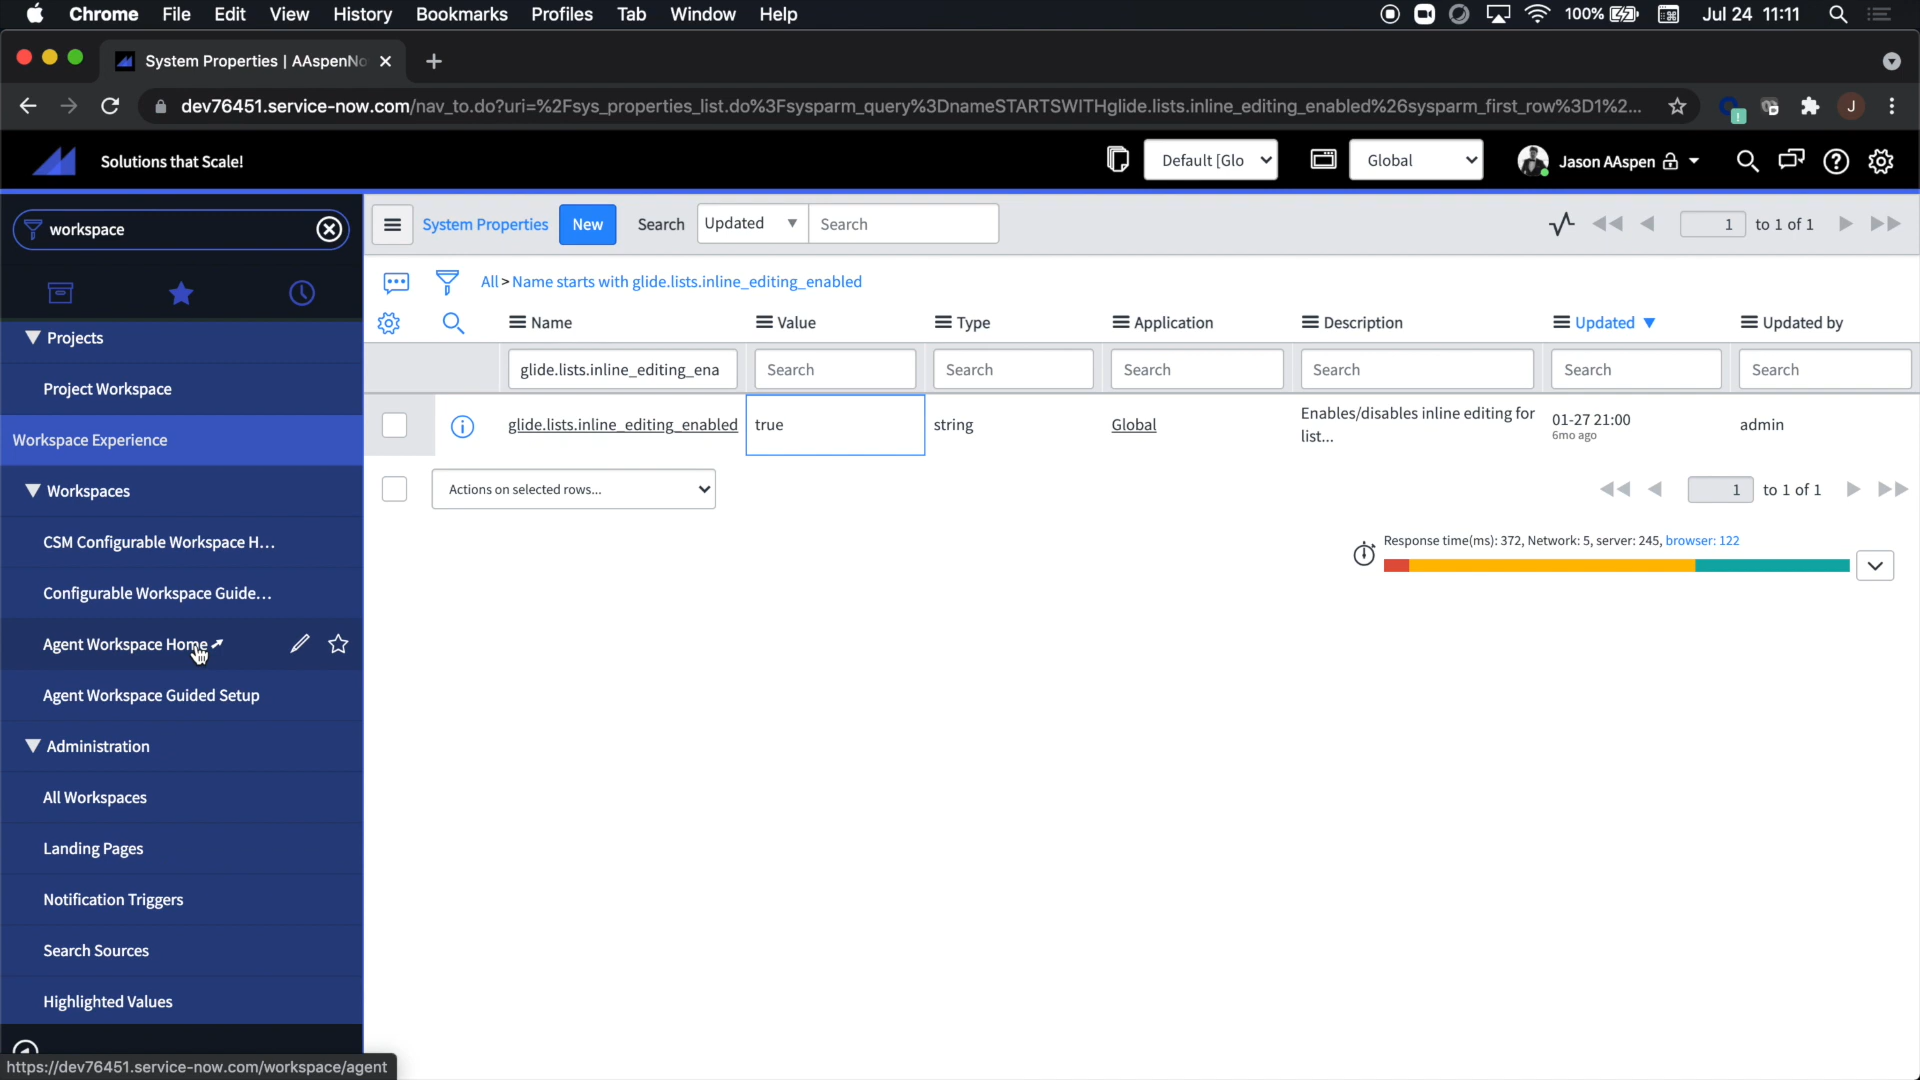 Chrome File Edit View History Bookmarks Profiles Tab Window Help 100% Jul 24 11:11
System Properties | AAspenNo
dev76451.service-now.com/nav_to.do?uri=%2Fsys_properties_list.do%3Fsysparm_query%3DnameSTARTSWITHglide.lists.inline_editing_enabled%26sysparm_first_row%3D1%2... J
Solutions that Scale! Default [Glo Global Jason AAspen
workspace
System Properties New Search Updated Search 1 to 1 of 1
All > Name starts with glide.lists.inline_editing_enabled
Name Value Type Application Description Updated Updated by
glide.lists.inline_editing_ena Search Search Search Search Search Search
glide.lists.inline_editing_enabled true string Global Enables/disables inline editing for list... 01-27 21:00 admin
6mo ago
Actions on selected rows... 1 to 1 of 1
Response time(ms): 372, Network: 5, server: 245, browser: 122
Projects
Project Workspace
Workspace Experience
Workspaces
CSM Configurable Workspace H...
Configurable Workspace Guide...
Agent Workspace Home
Agent Workspace Guided Setup
Administration
All Workspaces
Landing Pages
Notification Triggers
Search Sources
Highlighted Values
https://dev76451.service-now.com/workspace/agent